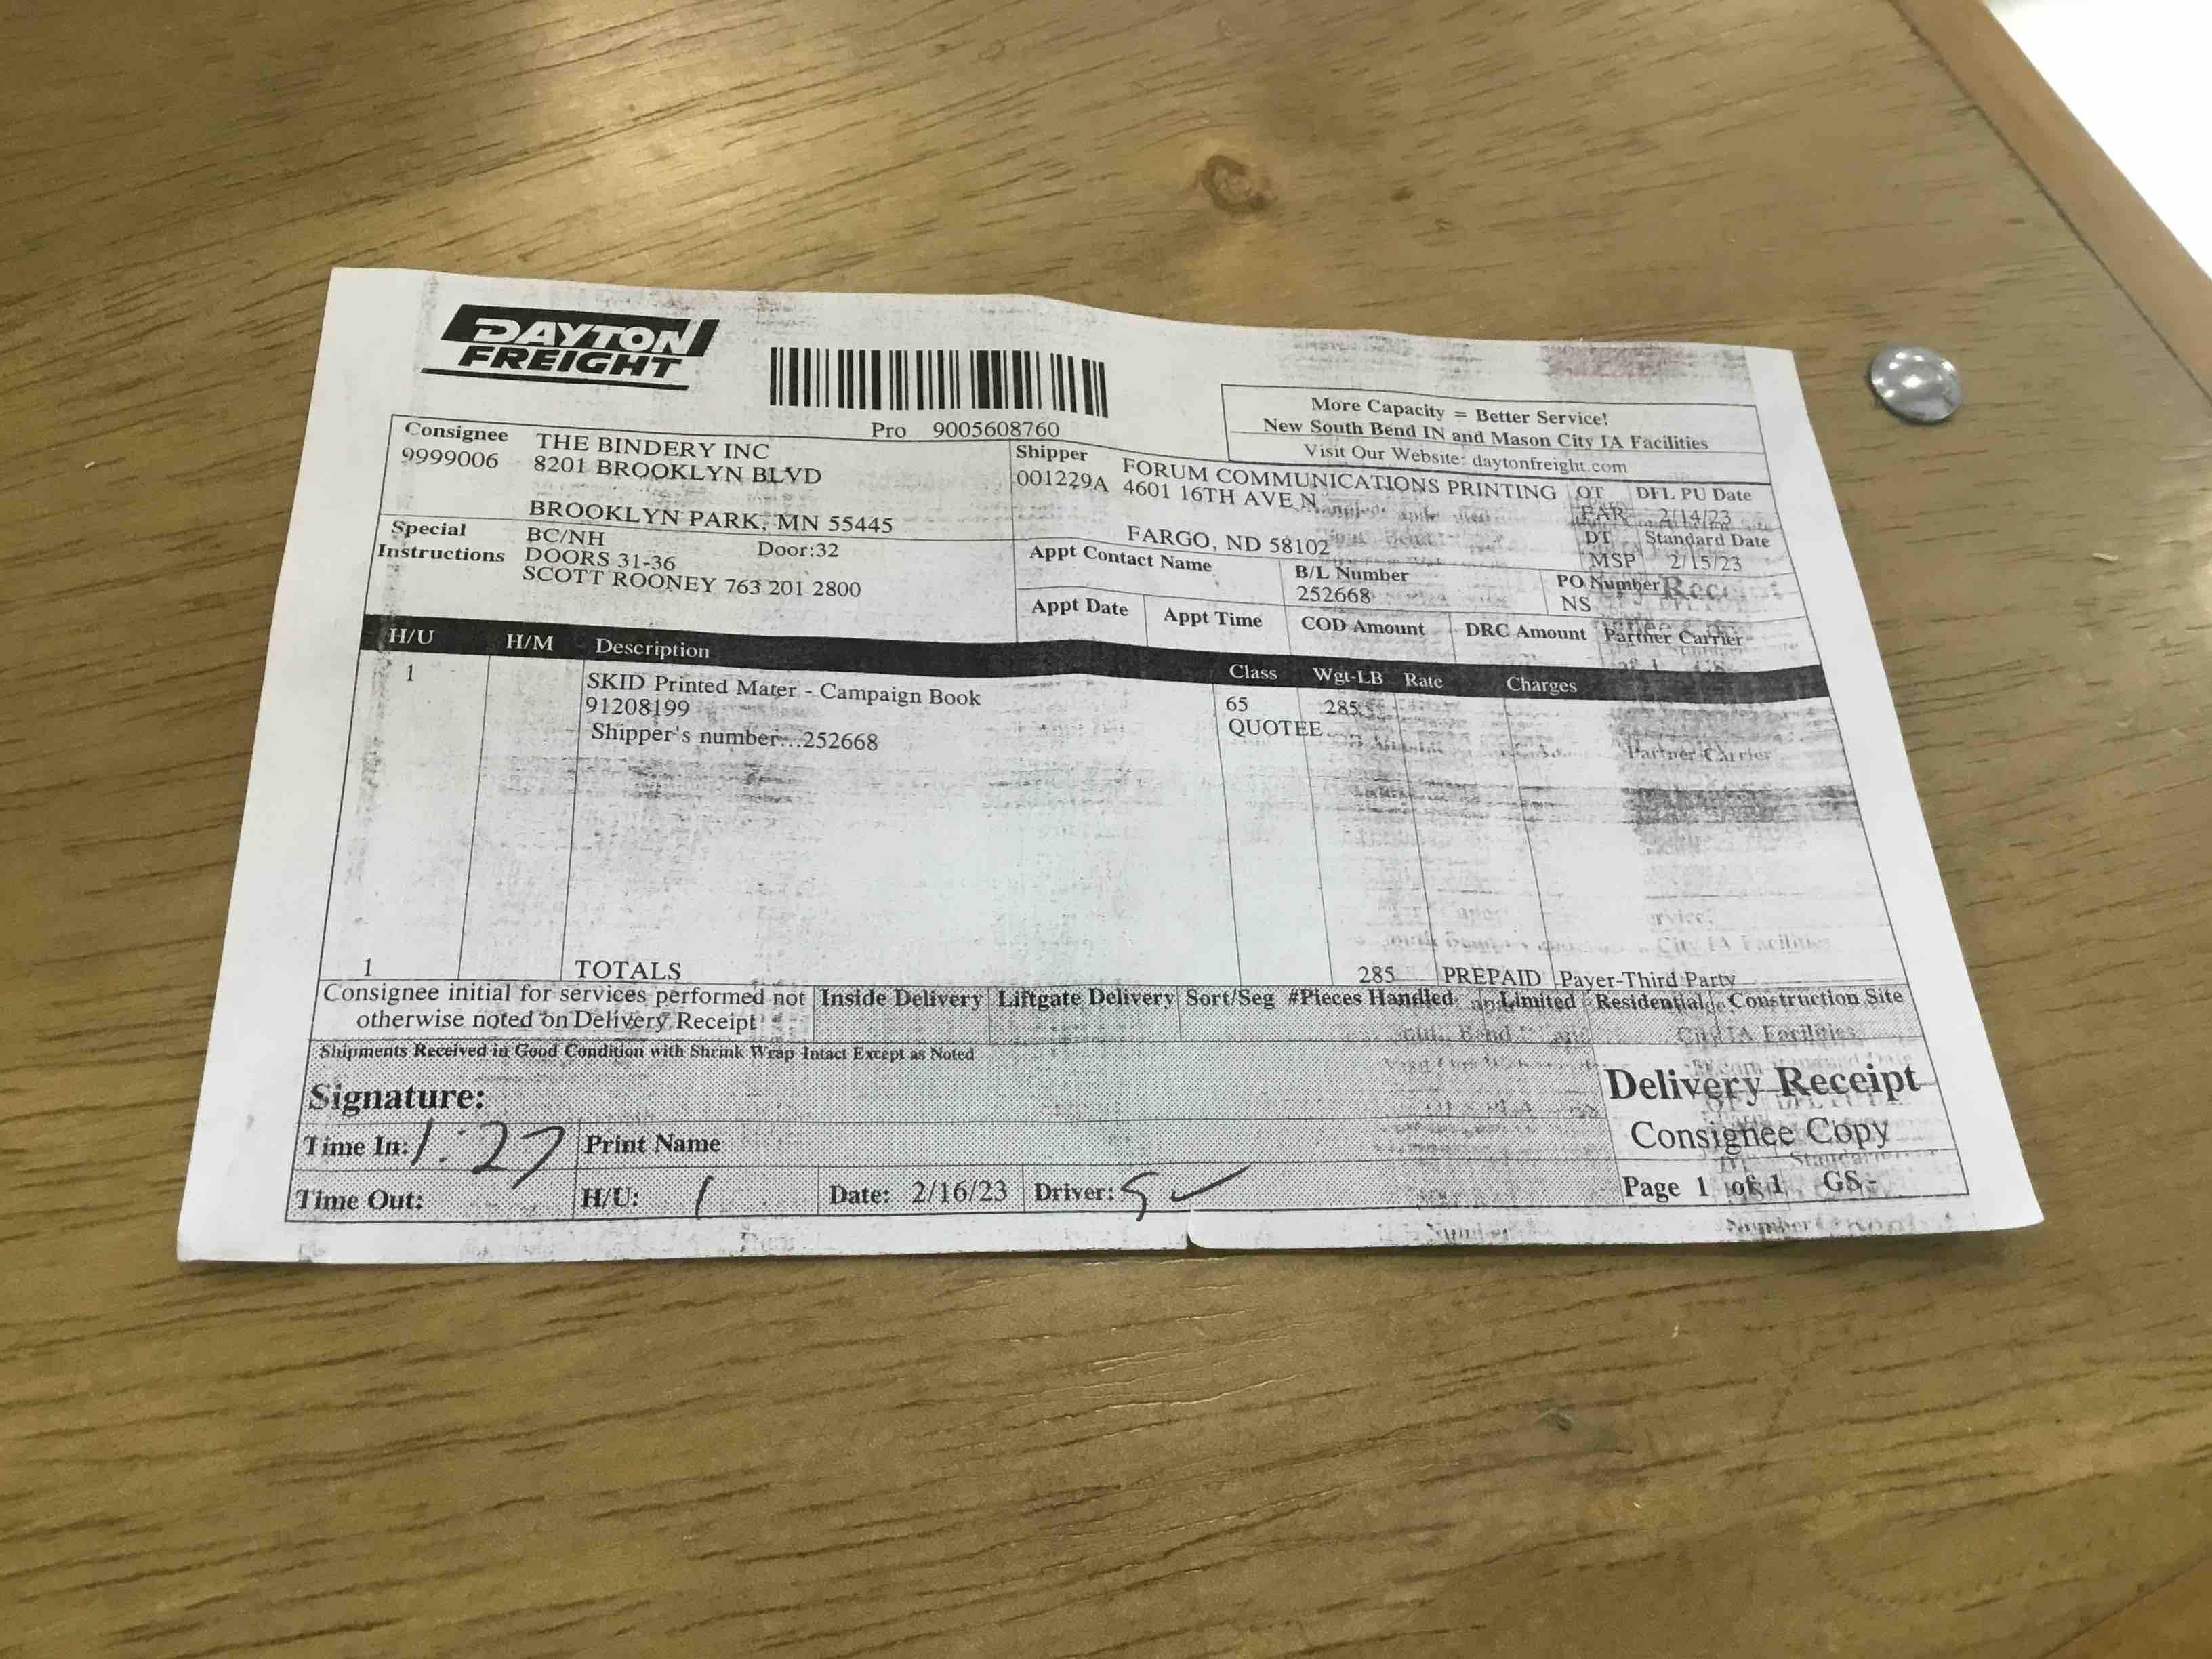 DAYTON
FREIGHT
Pro 9005608760
More Capacity = Better Service!
New South Bend IN and Mason City IA Facilities
Visit Our Website: daytonfreight.com
Consignee THE BINDERY INC
9999006 8201 BROOKLYN BLVD
BROOKLYN PARK, MN 55445
Shipper FORUM COMMUNICATIONS PRINTING
001229A 4601 16TH AVE N
FARGO, ND 58102
OT DFL PU Date
FAR 2/14/23
DT Standard Date
MSP 2/15/23
Special Instructions
BC/NH Door:32
DOORS 31-36
SCOTT ROONEY 763 201 2800
Appt Contact Name
B/L Number
252668
PO Number
NS
Appt Date Appt Time COD Amount DRC Amount Partner Carrier
H/U H/M Description Class Wgt-LB Rate Charges
1 SKID Printed Mater - Campaign Book 65 285
91208199 QUOTEE
Shipper's number...252668
Partner Carrier
1 TOTALS 285 PREPAID Payer-Third Party
Consignee initial for services performed not
otherwise noted on Delivery Receipt
Inside Delivery Liftgate Delivery Sort/Seg #Pieces Handled Limited Residential Construction Site
Shipments Received in Good Condition with Shrink Wrap Intact Except as Noted
Signature:
Delivery Receipt
Consignee Copy
Time In: 1:27 Print Name
Time Out: H/U: 1 Date: 2/16/23 Driver:
Page 1 of 1 GS-